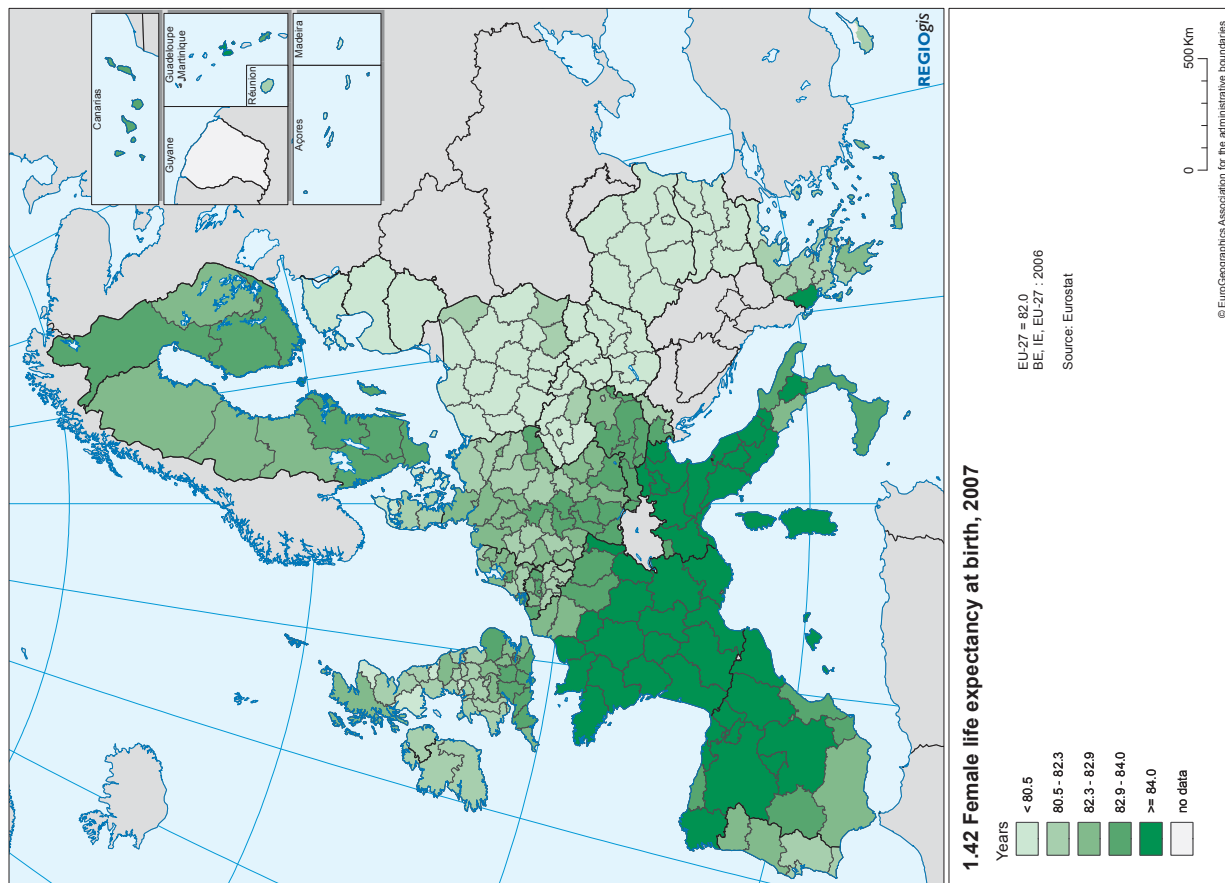 Canarias
Guyane
Guadeloupe
Martinique
Réunion
Açores
Madeira
REGIOgis
1.42 Female life expectancy at birth, 2007
Years
< 80.5
80.5 - 82.3
82.3 - 82.9
82.9 - 84.0
>= 84.0
no data
EU-27 = 82.0
BE, IE, EU-27 : 2006
Source: Eurostat
0 500 Km
© EuroGeographics Association for the administrative boundaries